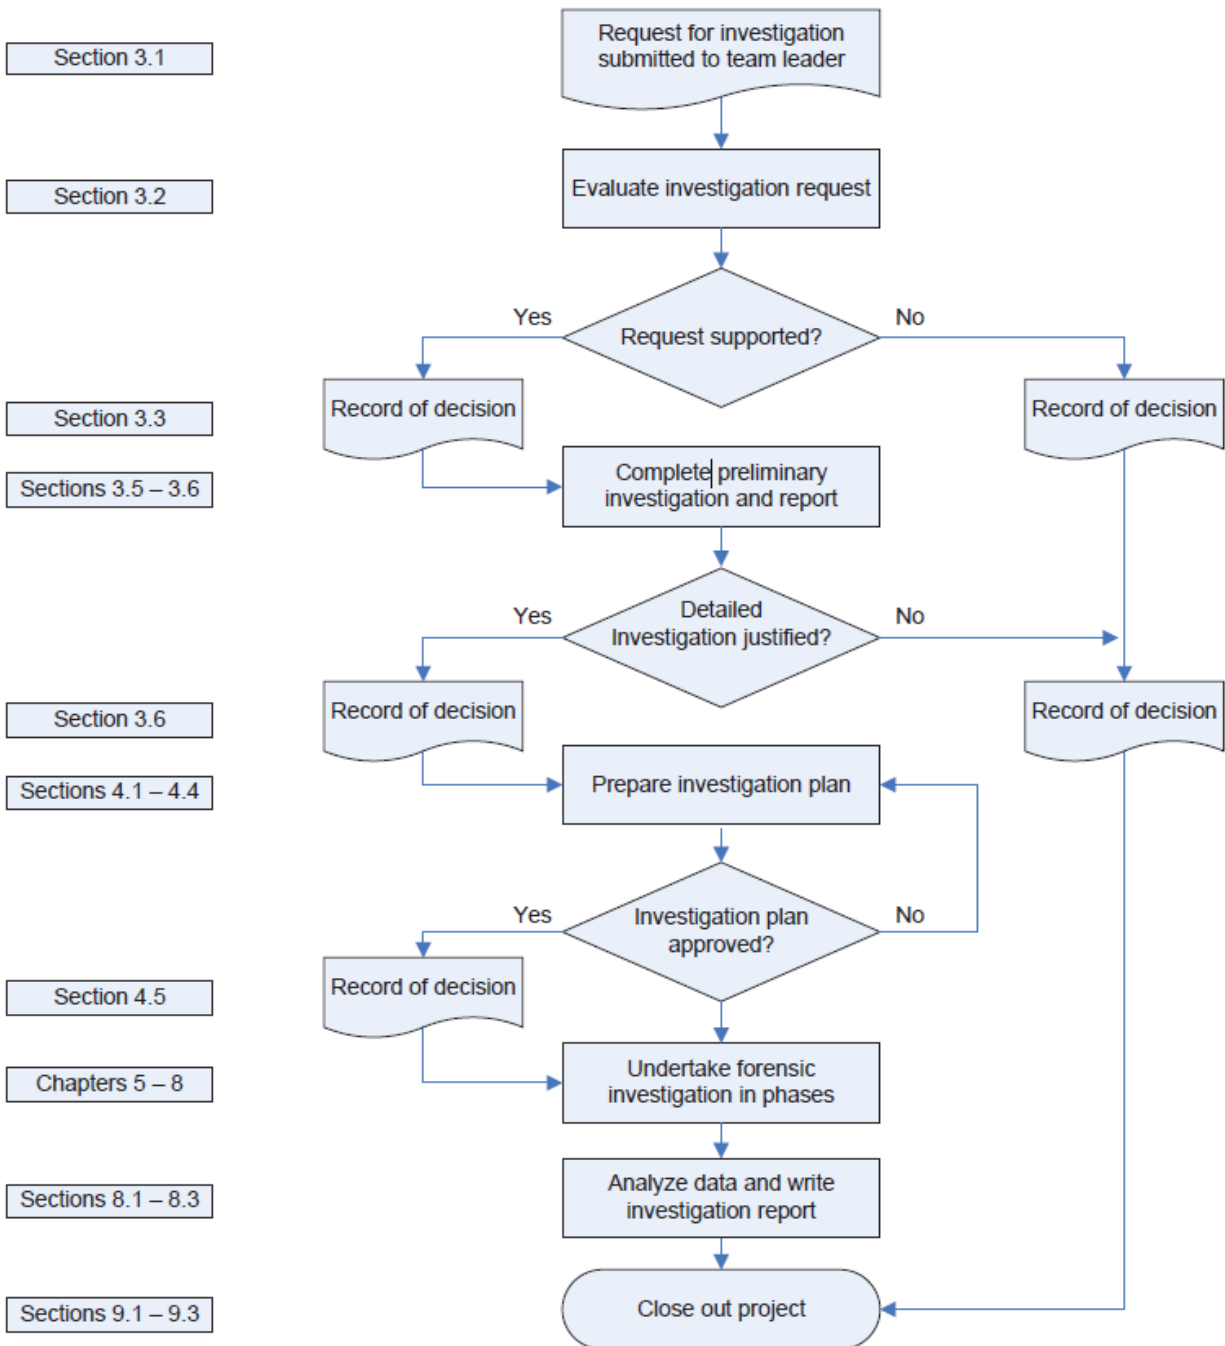 Request for investigation
submitted to team leader
Section 3.1
Evaluate investigation request
Section 3.2
Yes
No
Request supported?
Record of decision
Record of decision
Section 3.3
Complete preliminary
investigation and report
Sections 3.5 – 3.6
Yes
Detailed
Investigation justified?
No
Record of decision
Record of decision
Section 3.6
Prepare investigation plan
Sections 4.1 – 4.4
Yes
Investigation plan
approved?
No
Record of decision
Section 4.5
Undertake forensic
investigation in phases
Chapters 5 – 8
Analyze data and write
investigation report
Sections 8.1 – 8.3
Close out project
Sections 9.1 – 9.3